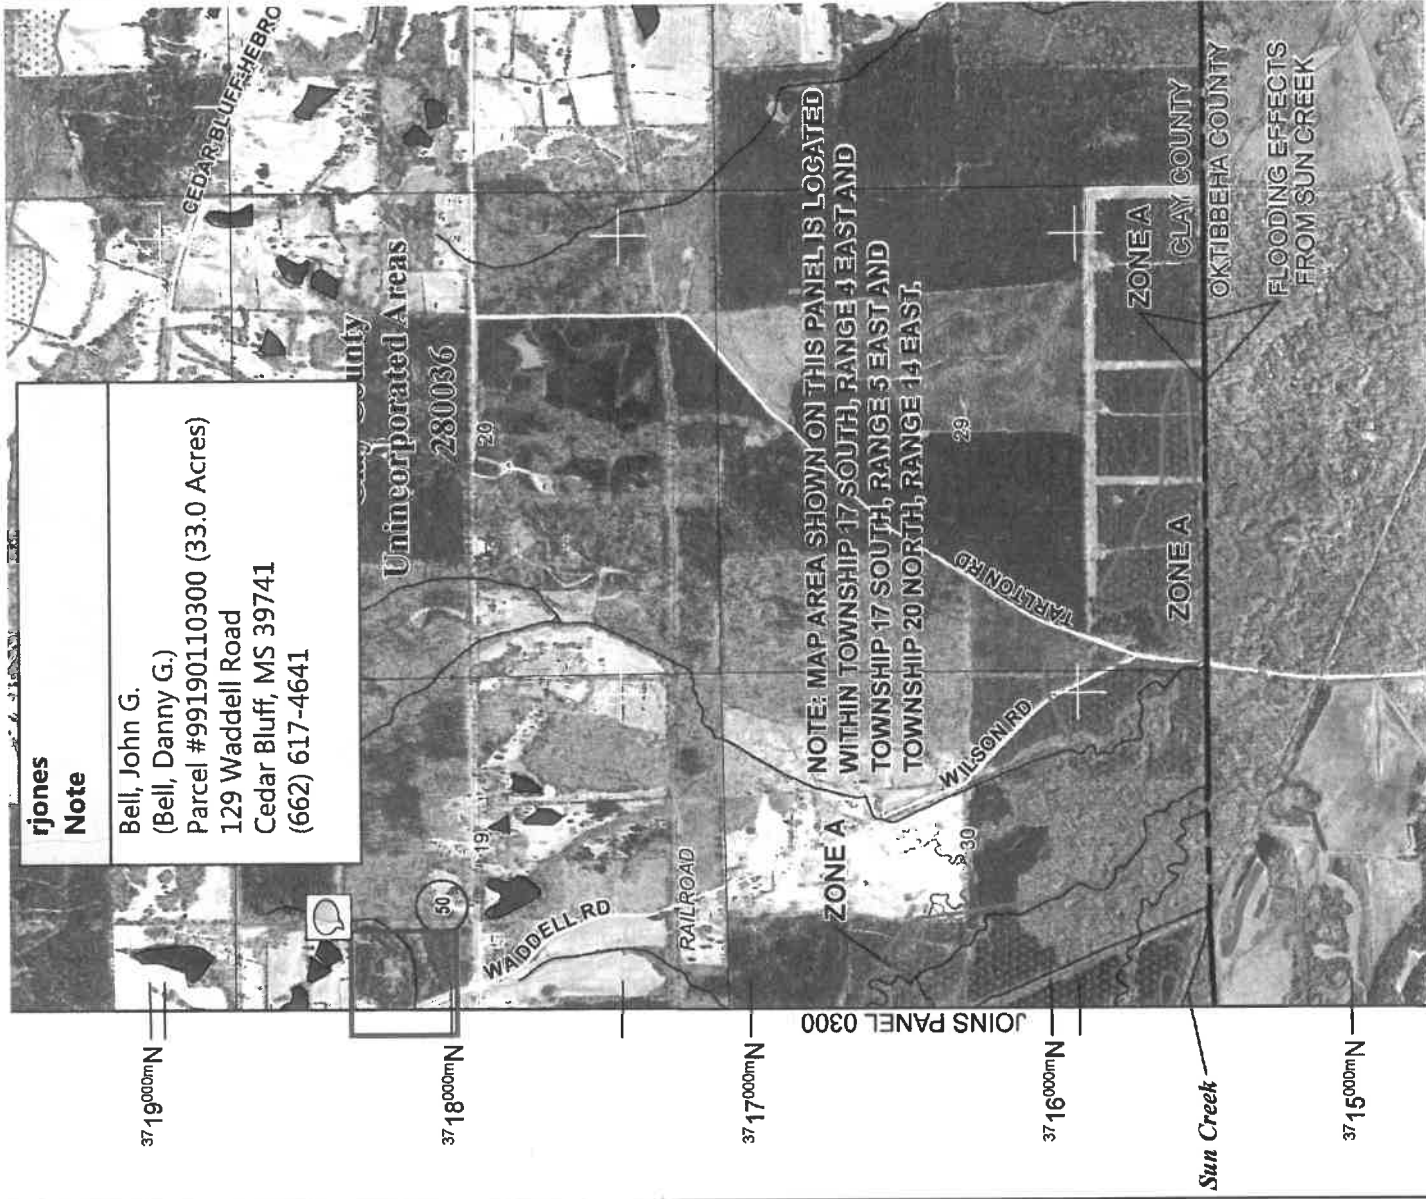 rjones
Note
Bell, John G.
(Bell, Danny G.)
Parcel #99190110300 (33.0 Acres)
129 Waddell Road
Cedar Bluff, MS 39741
(662) 617-4641
CEDAR BLUFF-HEBRO
Unincorporated Areas
280036
20
19
50
WADDELL RD
RAILROAD
NOTE: MAP AREA SHOWN ON THIS PANEL IS LOCATED
WITHIN TOWNSHIP 17 SOUTH, RANGE 4 EAST AND
TOWNSHIP 17 SOUTH, RANGE 5 EAST AND
TOWNSHIP 20 NORTH, RANGE 14 EAST.
ZONE A
WILSON RD
30
29
TARLTON RD
ZONE A
ZONE A
CLAY COUNTY
OKTIBBEHA COUNTY
FLOODING EFFECTS
FROM SUN CREEK
JOINS PANEL 0300
3719000mN
3718000mN
3717000mN
3716000mN
3715000mN
Sun Creek